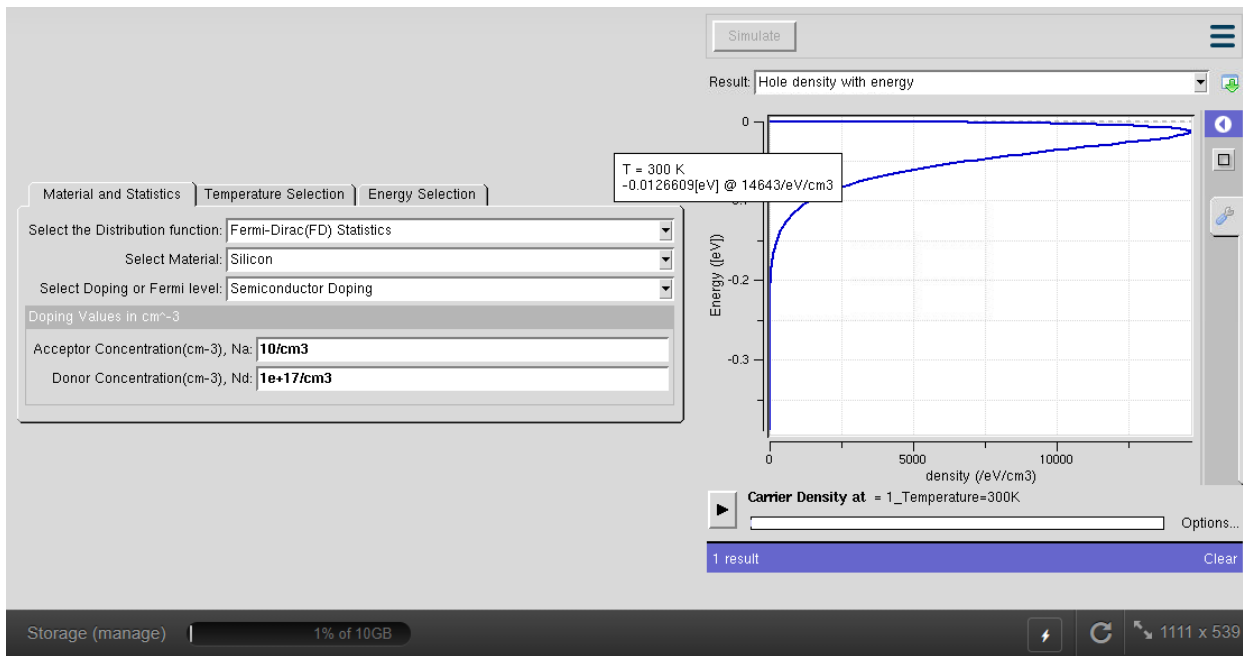 Simulate
Result: Hole density with energy
Material and Statistics Temperature Selection Energy Selection
Select the Distribution function: Fermi-Dirac(FD) Statistics
Select Material: Silicon
Select Doping or Fermi level: Semiconductor Doping
Doping Values in cm^-3
Acceptor Concentration(cm-3), Na: 10/cm3
Donor Concentration(cm-3), Nd: 1e+17/cm3
T = 300 K
-0.0126609[eV] @ 14643/eV/cm3
0
-0.2
-0.3
Energy ([eV])
0 5000 10000
density (/eV/cm3)
Carrier Density at = 1_Temperature=300K
Options...
1 result Clear
Storage (manage) 1% of 10GB 1111 x 539